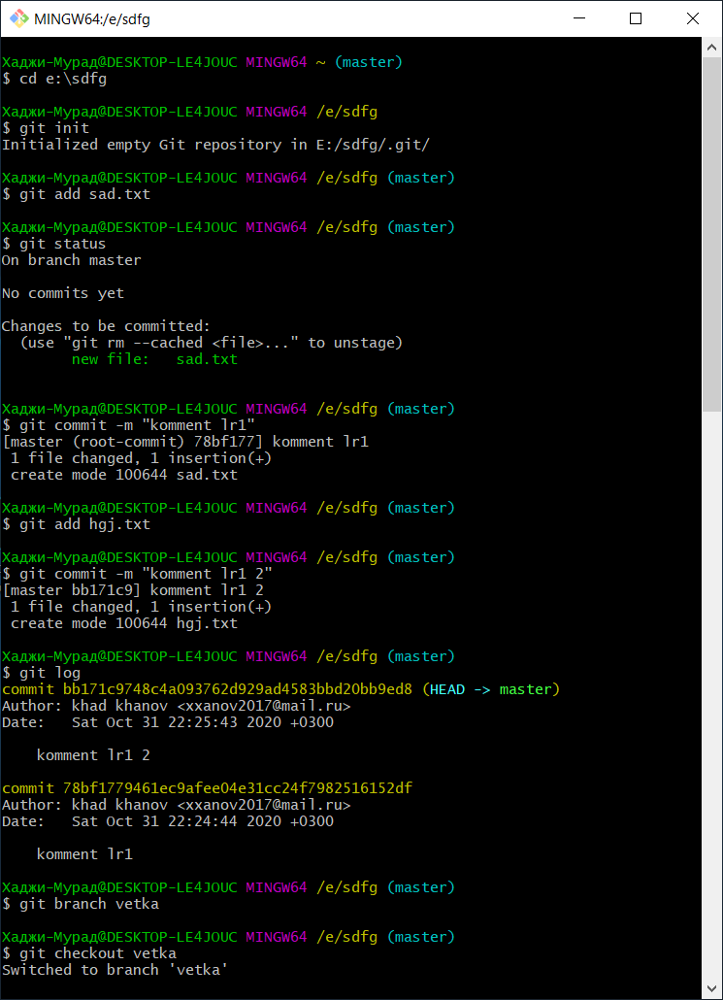 MINGW64:/e/sdfg
Хаджи-Мурад@DESKTOP-LE4JOUC MINGW64 ~ (master)
$ cd e:\sdfg
Хаджи-Мурад@DESKTOP-LE4JOUC MINGW64 /e/sdfg
$ git init
Initialized empty Git repository in E:/sdfg/.git/
Хаджи-Мурад@DESKTOP-LE4JOUC MINGW64 /e/sdfg (master)
$ git add sad.txt
Хаджи-Мурад@DESKTOP-LE4JOUC MINGW64 /e/sdfg (master)
$ git status
On branch master
No commits yet
Changes to be committed:
  (use "git rm --cached <file>..." to unstage)
        new file:   sad.txt
Хаджи-Мурад@DESKTOP-LE4JOUC MINGW64 /e/sdfg (master)
$ git commit -m "komment lr1"
[master (root-commit) 78bf177] komment lr1
 1 file changed, 1 insertion(+)
 create mode 100644 sad.txt
Хаджи-Мурад@DESKTOP-LE4JOUC MINGW64 /e/sdfg (master)
$ git add hgj.txt
Хаджи-Мурад@DESKTOP-LE4JOUC MINGW64 /e/sdfg (master)
$ git commit -m "komment lr1 2"
[master bb171c9] komment lr1 2
 1 file changed, 1 insertion(+)
 create mode 100644 hgj.txt
Хаджи-Мурад@DESKTOP-LE4JOUC MINGW64 /e/sdfg (master)
$ git log
commit bb171c9748c4a093762d929ad4583bbd20bb9ed8 (HEAD -> master)
Author: khad khanov <xxanov2017@mail.ru>
Date:   Sat Oct 31 22:25:43 2020 +0300
    komment lr1 2
commit 78bf1779461ec9afee04e31cc24f7982516152df
Author: khad khanov <xxanov2017@mail.ru>
Date:   Sat Oct 31 22:24:44 2020 +0300
    komment lr1
Хаджи-Мурад@DESKTOP-LE4JOUC MINGW64 /e/sdfg (master)
$ git branch vetka
Хаджи-Мурад@DESKTOP-LE4JOUC MINGW64 /e/sdfg (master)
$ git checkout vetka
Switched to branch 'vetka'